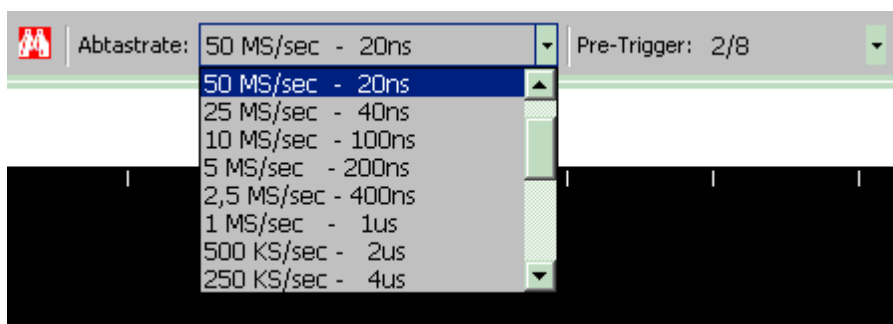 Abtastrate: 50 MS/sec - 20ns Pre-Trigger: 2/8
50 MS/sec - 20ns
25 MS/sec - 40ns
10 MS/sec - 100ns
5 MS/sec - 200ns
2,5 MS/sec - 400ns
1 MS/sec - 1us
500 KS/sec - 2us
250 KS/sec - 4us